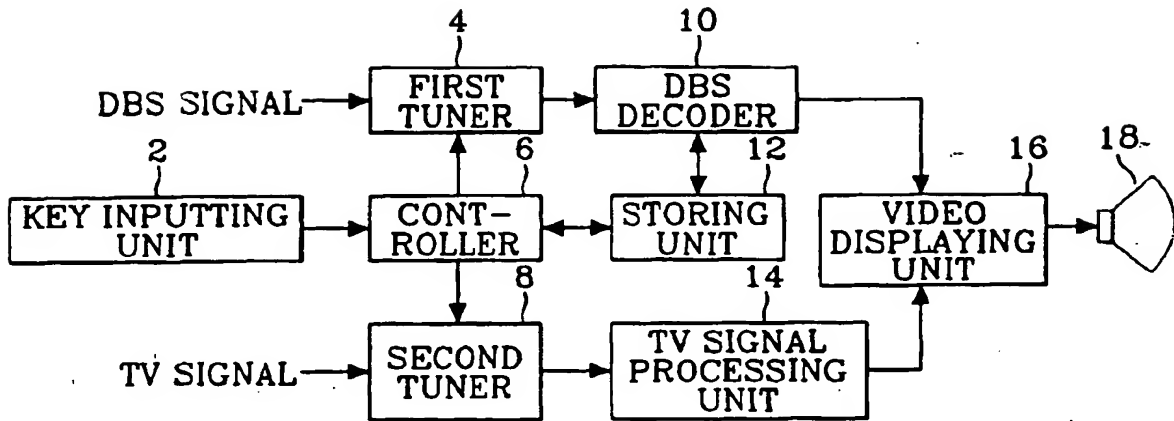 4
10
FIRST
TUNER
DBS
DECODER
DBS SIGNAL
2
6
12
16
18
KEY INPUTTING
UNIT
CONT-
ROLLER
STORING
UNIT
VIDEO
DISPLAYING
UNIT
8
14
TV SIGNAL
SECOND
TUNER
TV SIGNAL
PROCESSING
UNIT